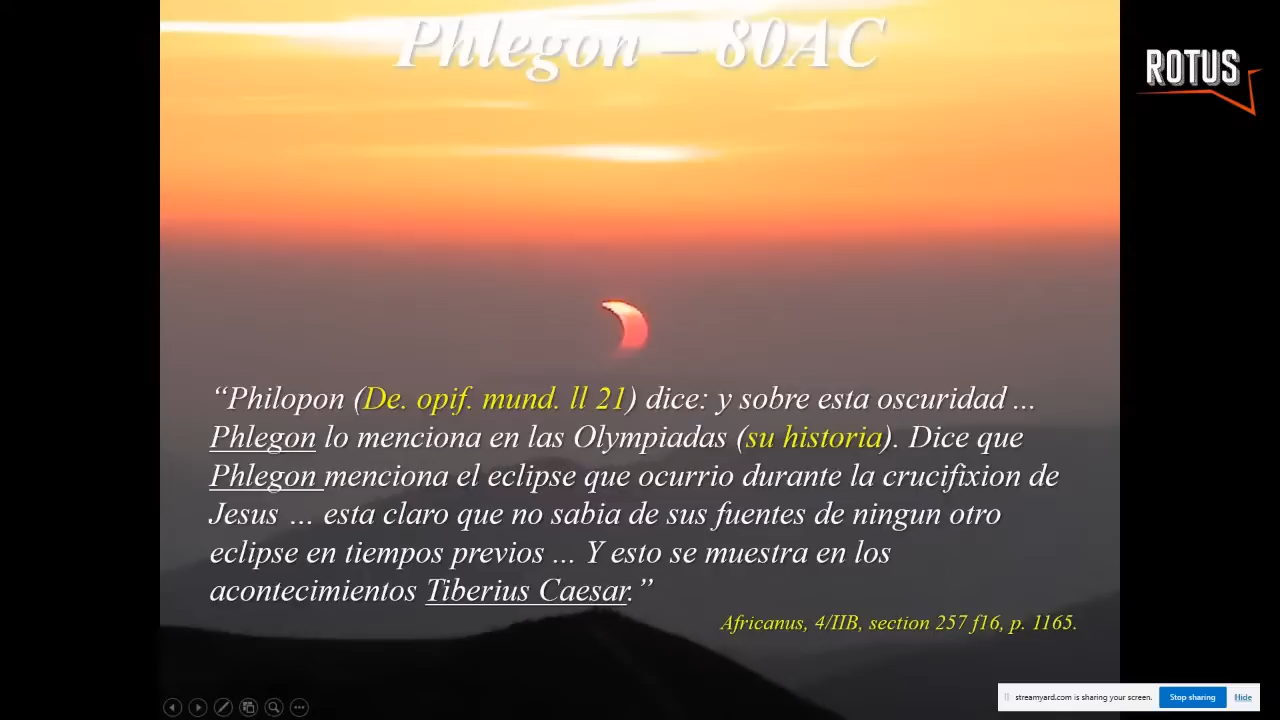 Phlegon – 80AC
ROTUS
“Philopon (De. opif. mund. ll 21) dice: y sobre esta oscuridad ...
Phlegon lo menciona en las Olympiadas (su historia). Dice que
Phlegon menciona el eclipse que ocurrio durante la crucifixion de
Jesus ... esta claro que no sabia de sus fuentes de ningun otro
eclipse en tiempos previos ... Y esto se muestra en los
acontecimientos Tiberius Caesar.”
Africanus, 4/IIB, section 257 f16, p. 1165.
streamyard.com is sharing your screen. Stop sharing Hide